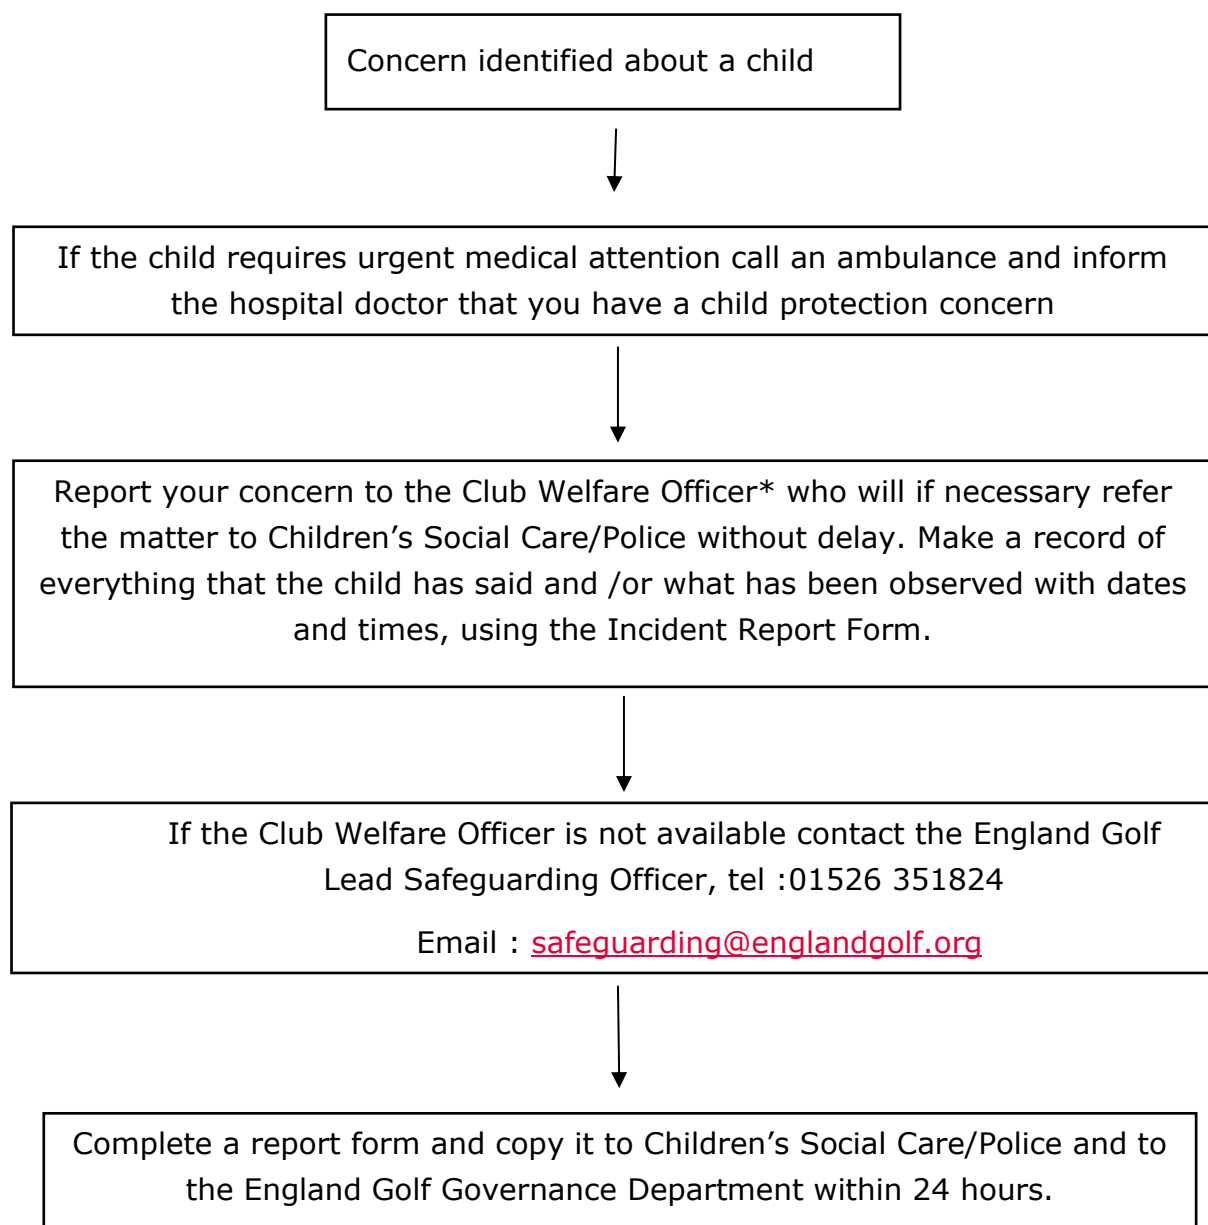 Concern identified about a child
If the child requires urgent medical attention call an ambulance and inform
the hospital doctor that you have a child protection concern
Report your concern to the Club Welfare Officer* who will if necessary refer
the matter to Children’s Social Care/Police without delay. Make a record of
everything that the child has said and /or what has been observed with dates
and times, using the Incident Report Form.
If the Club Welfare Officer is not available contact the England Golf
Lead Safeguarding Officer, tel :01526 351824
Email : safeguarding@englandgolf.org
Complete a report form and copy it to Children’s Social Care/Police and to
the England Golf Governance Department within 24 hours.